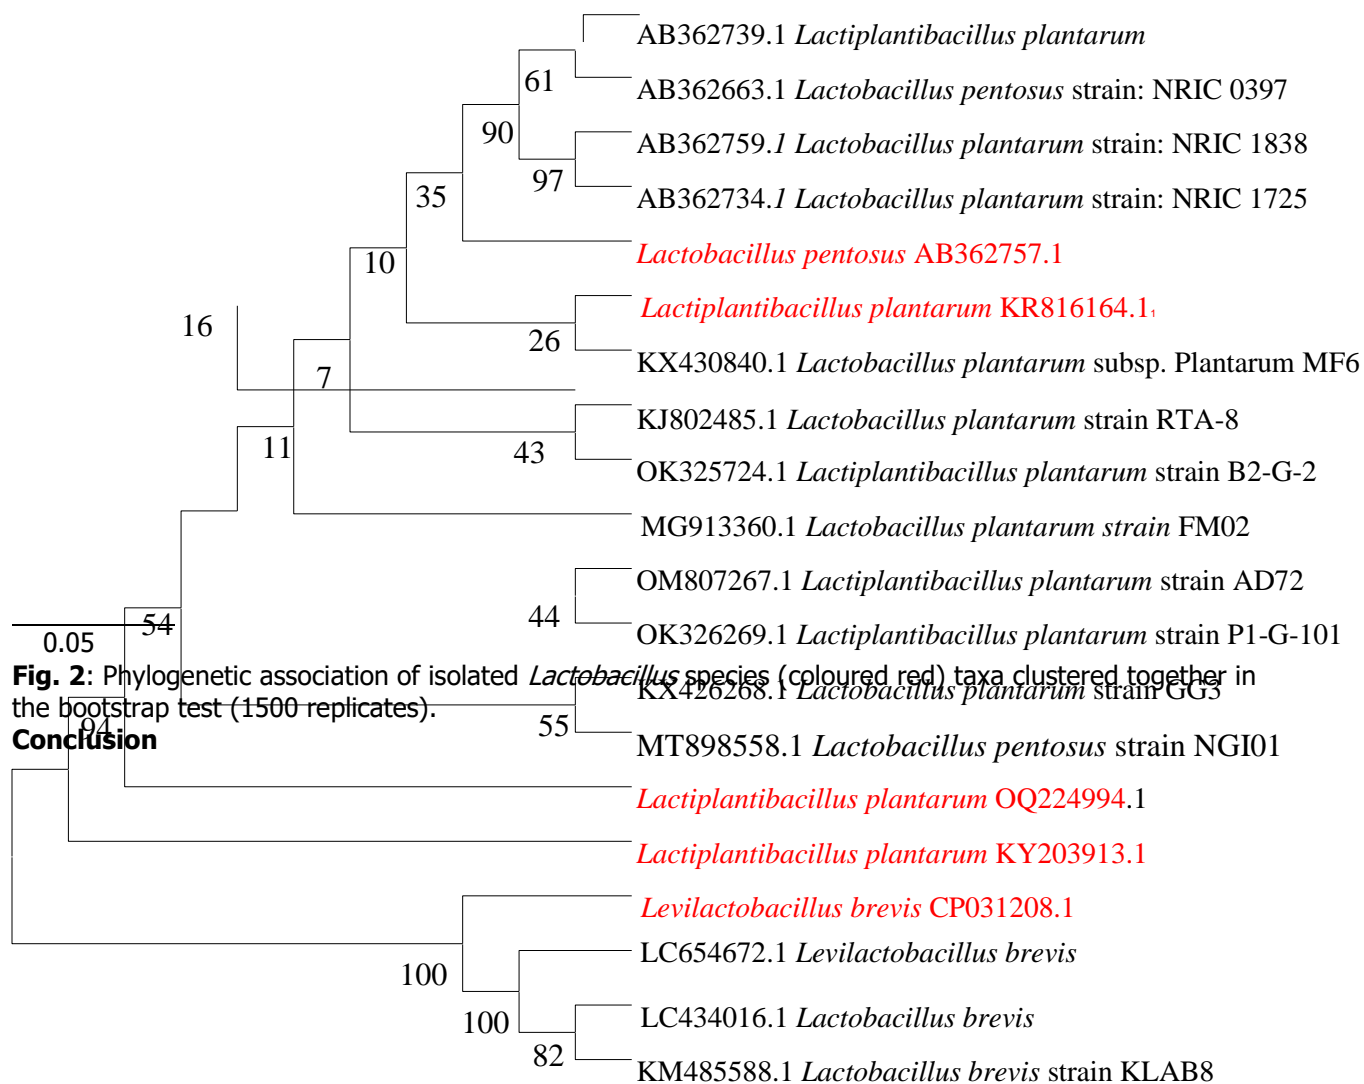 AB362739.1 Lactiplantibacillus plantarum
61
AB362663.1 Lactobacillus pentosus strain: NRIC 0397
90
AB362759.1 Lactobacillus plantarum strain: NRIC 1838
97
35
AB362734.1 Lactobacillus plantarum strain: NRIC 1725
Lactobacillus pentosus AB362757.1
10
Lactiplantibacillus plantarum KR816164.1
16
26
KX430840.1 Lactobacillus plantarum subsp. Plantarum MF6
7
KJ802485.1 Lactobacillus plantarum strain RTA-8
11
43
OK325724.1 Lactiplantibacillus plantarum strain B2-G-2
MG913360.1 Lactobacillus plantarum strain FM02
OM807267.1 Lactiplantibacillus plantarum strain AD72
44
54
OK326269.1 Lactiplantibacillus plantarum strain P1-G-101
0.05
Fig. 2: Phylogenetic association of isolated Lactobacillus species (coloured red) taxa clustered together in
KX426268.1 Lactobacillus plantarum strain GG3
the bootstrap test (1500 replicates).
94
55
Conclusion
MT898558.1 Lactobacillus pentosus strain NGI01
Lactiplantibacillus plantarum OQ224994.1
Lactiplantibacillus plantarum KY203913.1
Levilactobacillus brevis CP031208.1
LC654672.1 Levilactobacillus brevis
100
LC434016.1 Lactobacillus brevis
100
82
KM485588.1 Lactobacillus brevis strain KLAB8